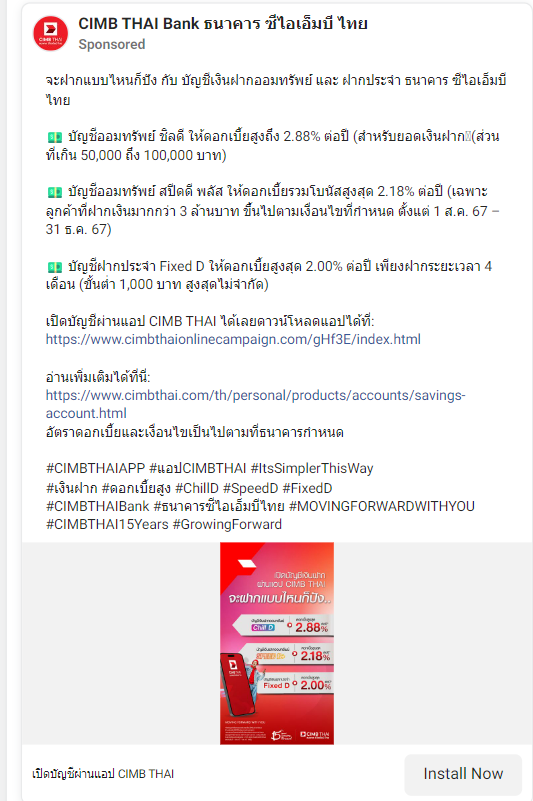 CIMB THAI Bank ธนาคาร ซีไอเอ็มบี ไทย
Sponsored
CIMB THAI
จะฝากแบบไหนก็ปัง กับ บัญชีเงินฝากออมทรัพย์ และ ฝากประจำ ธนาคาร ซีไอเอ็มบี
ไทย
💵 บัญชีออมทรัพย์ ชิลดี ให้ดอกเบี้ยสูงถึง 2.88% ต่อปี (สำหรับยอดเงินฝาก(ส่วน
ที่เกิน 50,000 ถึง 100,000 บาท)
💵 บัญชีออมทรัพย์ สปีดดี พลัส ให้ดอกเบี้ยรวมโบนัสสูงสุด 2.18% ต่อปี (เฉพาะ
ลูกค้าที่ฝากเงินมากกว่า 3 ล้านบาท ขึ้นไปตามเงื่อนไขที่กำหนด ตั้งแต่ 1 ส.ค. 67 –
31 ธ.ค. 67)
💵 บัญชีฝากประจำ Fixed D ให้ดอกเบี้ยสูงสุด 2.00% ต่อปี เพียงฝากระยะเวลา 4
เดือน (ขั้นต่ำ 1,000 บาท สูงสุดไม่จำกัด)
เปิดบัญชีผ่านแอป CIMB THAI ได้เลยดาวน์โหลดแอปได้ที่:
https://www.cimbthaionlinecampaign.com/gHf3E/index.html
อ่านเพิ่มเติมได้ที่นี่:
https://www.cimbthai.com/th/personal/products/accounts/savings-
account.html
อัตราดอกเบี้ยและเงื่อนไขเป็นไปตามที่ธนาคารกำหนด
#CIMBTHAIAPP #แอปCIMBTHAI #ItsSimplerThisWay
#เงินฝาก #ดอกเบี้ยสูง #ChillD #SpeedD #FixedD
#CIMBTHAIBank #ธนาคารซีไอเอ็มบีไทย #MOVINGFORWARDWITHYOU
#CIMBTHAI15Years #GrowingForward
เปิดบัญชีเงินฝาก
ผ่านแอป CIMB THAI
จะฝากแบบไหนก็ปัง..
Chill D
2.88%
SPEED D+
2.18%
Fixed D
2.00%
CIMB THAI
เปิดบัญชีผ่านแอป CIMB THAI
Install Now